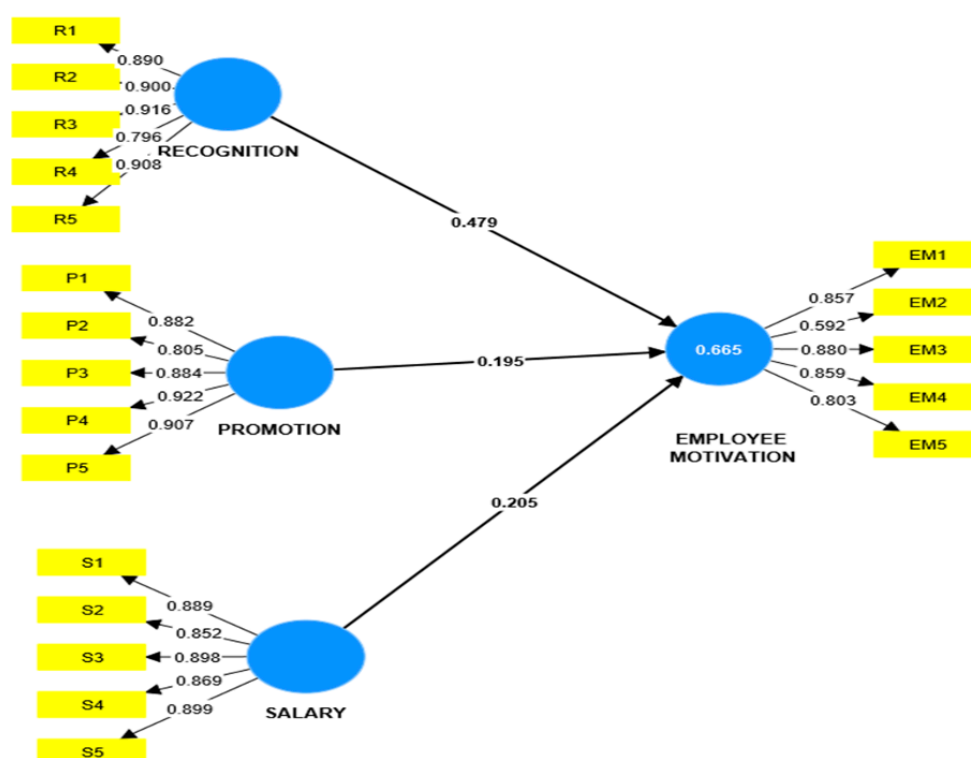 R1
0.890
R2
0.900
0.916
R3
0.796
R4
0.908
R5
RECOGNITION
0.479
P1
0.882
P2
0.805
P3
0.884
P4
0.922
0.907
P5
PROMOTION
0.195
S1
0.889
S2
0.852
S3
0.898
S4
0.869
0.899
S5
SALARY
0.205
0.665
EMPLOYEE
MOTIVATION
EM1
0.857
EM2
0.592
EM3
0.880
EM4
0.859
0.803
EM5